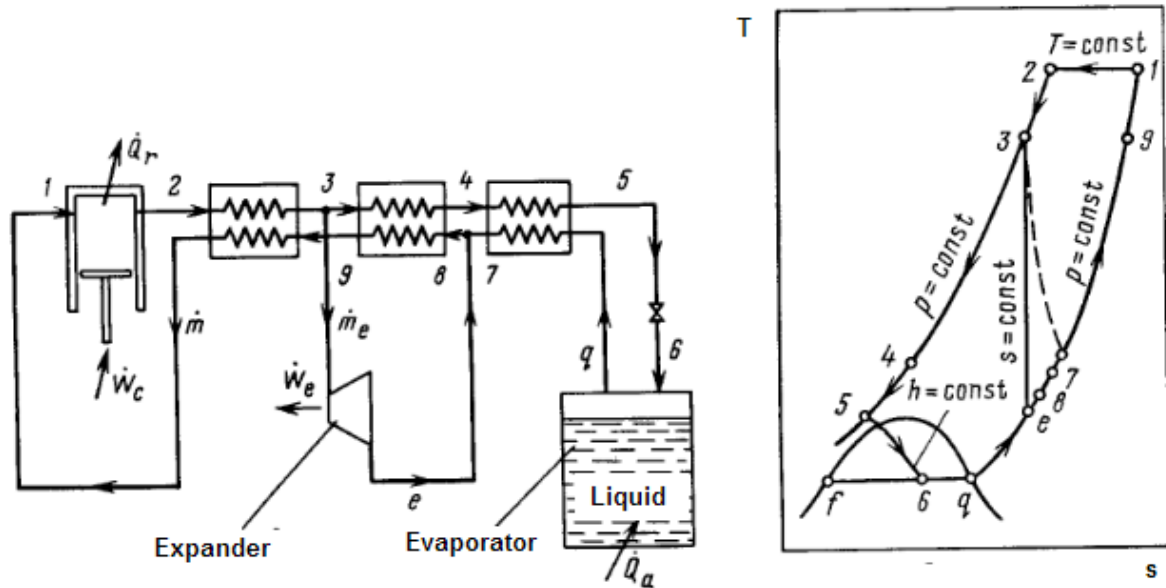 Q̇r
1
2
3
4
5
9
8
7
ṁ
ṁe
q
6
Ẇc
Ẇe
e
Liquid
Expander
Evaporator
Q̇a
T
T=const
2
1
3
9
p=const
s=const
p=const
4
7
8
5
h=const
e
f
6
q
s